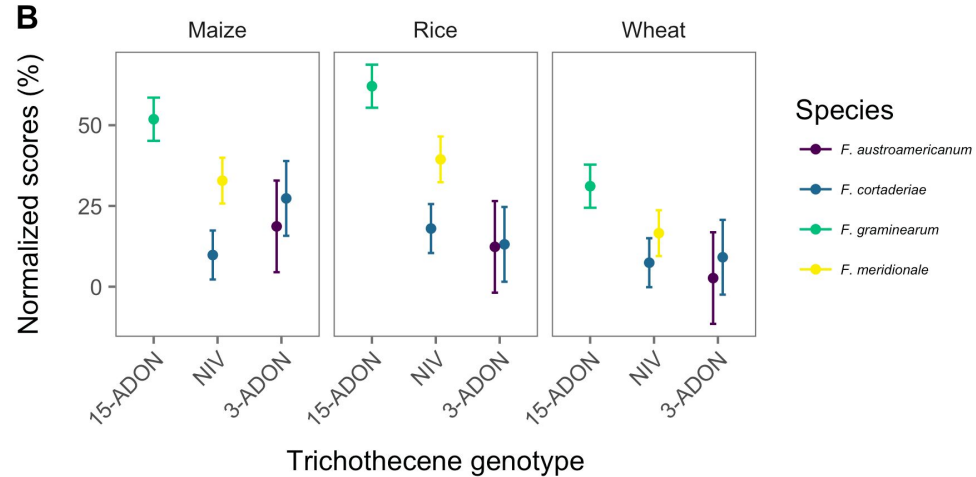 B
Maize
Rice
Wheat
Normalized scores (%)
50
25
0
15-ADON
NIV
3-ADON
15-ADON
NIV
3-ADON
15-ADON
NIV
3-ADON
Trichothecene genotype
Species
F. austroamericanum
F. cortaderiae
F. graminearum
F. meridionale